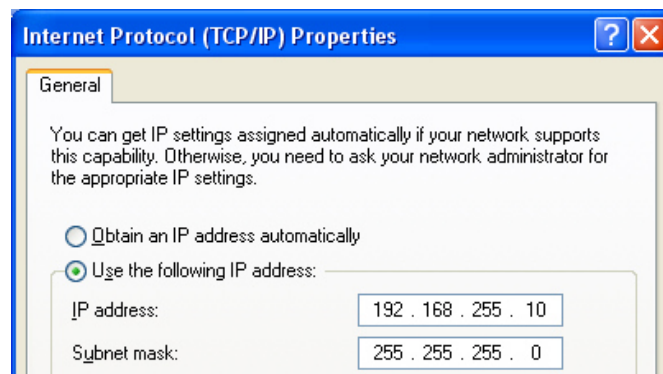 Internet Protocol (TCP/IP) Properties
General
You can get IP settings assigned automatically if your network supports
this capability. Otherwise, you need to ask your network administrator for
the appropriate IP settings.
Obtain an IP address automatically
Use the following IP address:
IP address: 192 . 168 . 255 . 10
Subnet mask: 255 . 255 . 255 . 0